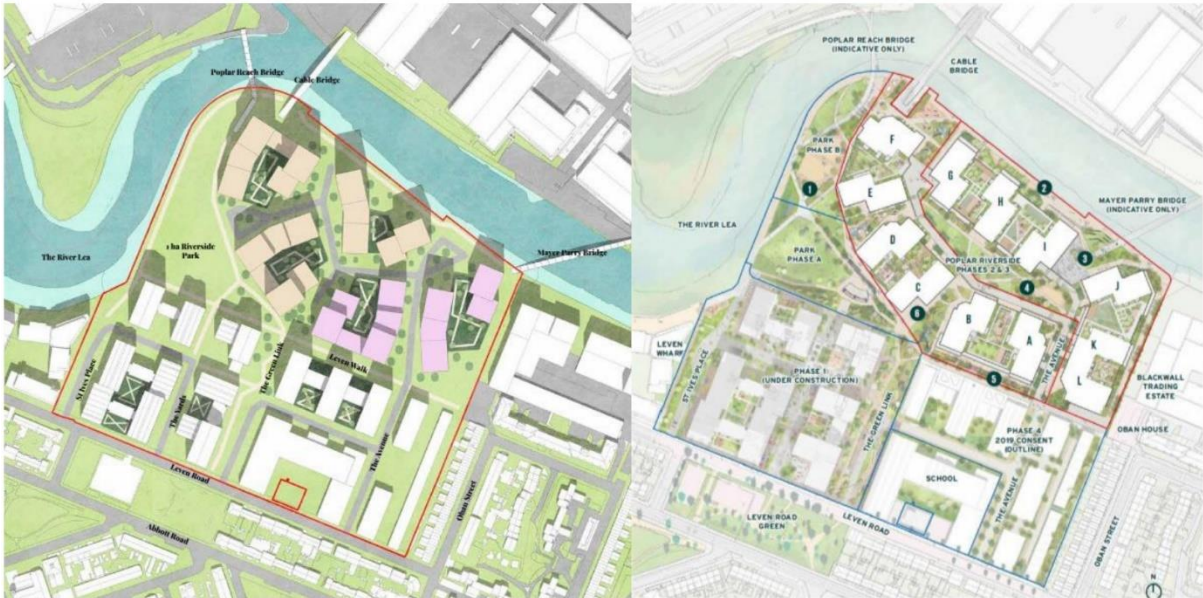 Poplar Reach Bridge
Cable Bridge
The River Lea
1 ha Riverside
Park
Mayer Parry Bridge
St Ives Place
The Yards
The Green Link
Leven Walk
The Avenue
Leven Road
Abbott Road
Oban Street
POPLAR REACH BRIDGE
(INDICATIVE ONLY)
CABLE
BRIDGE
PARK
PHASE B
F
G
1
E
H
2
MAYER PARRY BRIDGE
(INDICATIVE ONLY)
THE RIVER LEA
D
I
3
PARK
PHASE A
POPLAR RIVERSIDE
PHASES 2 & 3
C
4
J
6
B
A
K
LEVEN
WHARF
ST IVES PLACE
PHASE 1
(UNDER CONSTRUCTION)
THE AVENUE
L
5
BLACKWALL
TRADING
ESTATE
THE GREEN LINK
PHASE 4
2019 CONSENT
(OUTLINE)
OBAN HOUSE
SCHOOL
THE AVENUE
LEVEN ROAD
GREEN
LEVEN ROAD
OBAN STREET
N